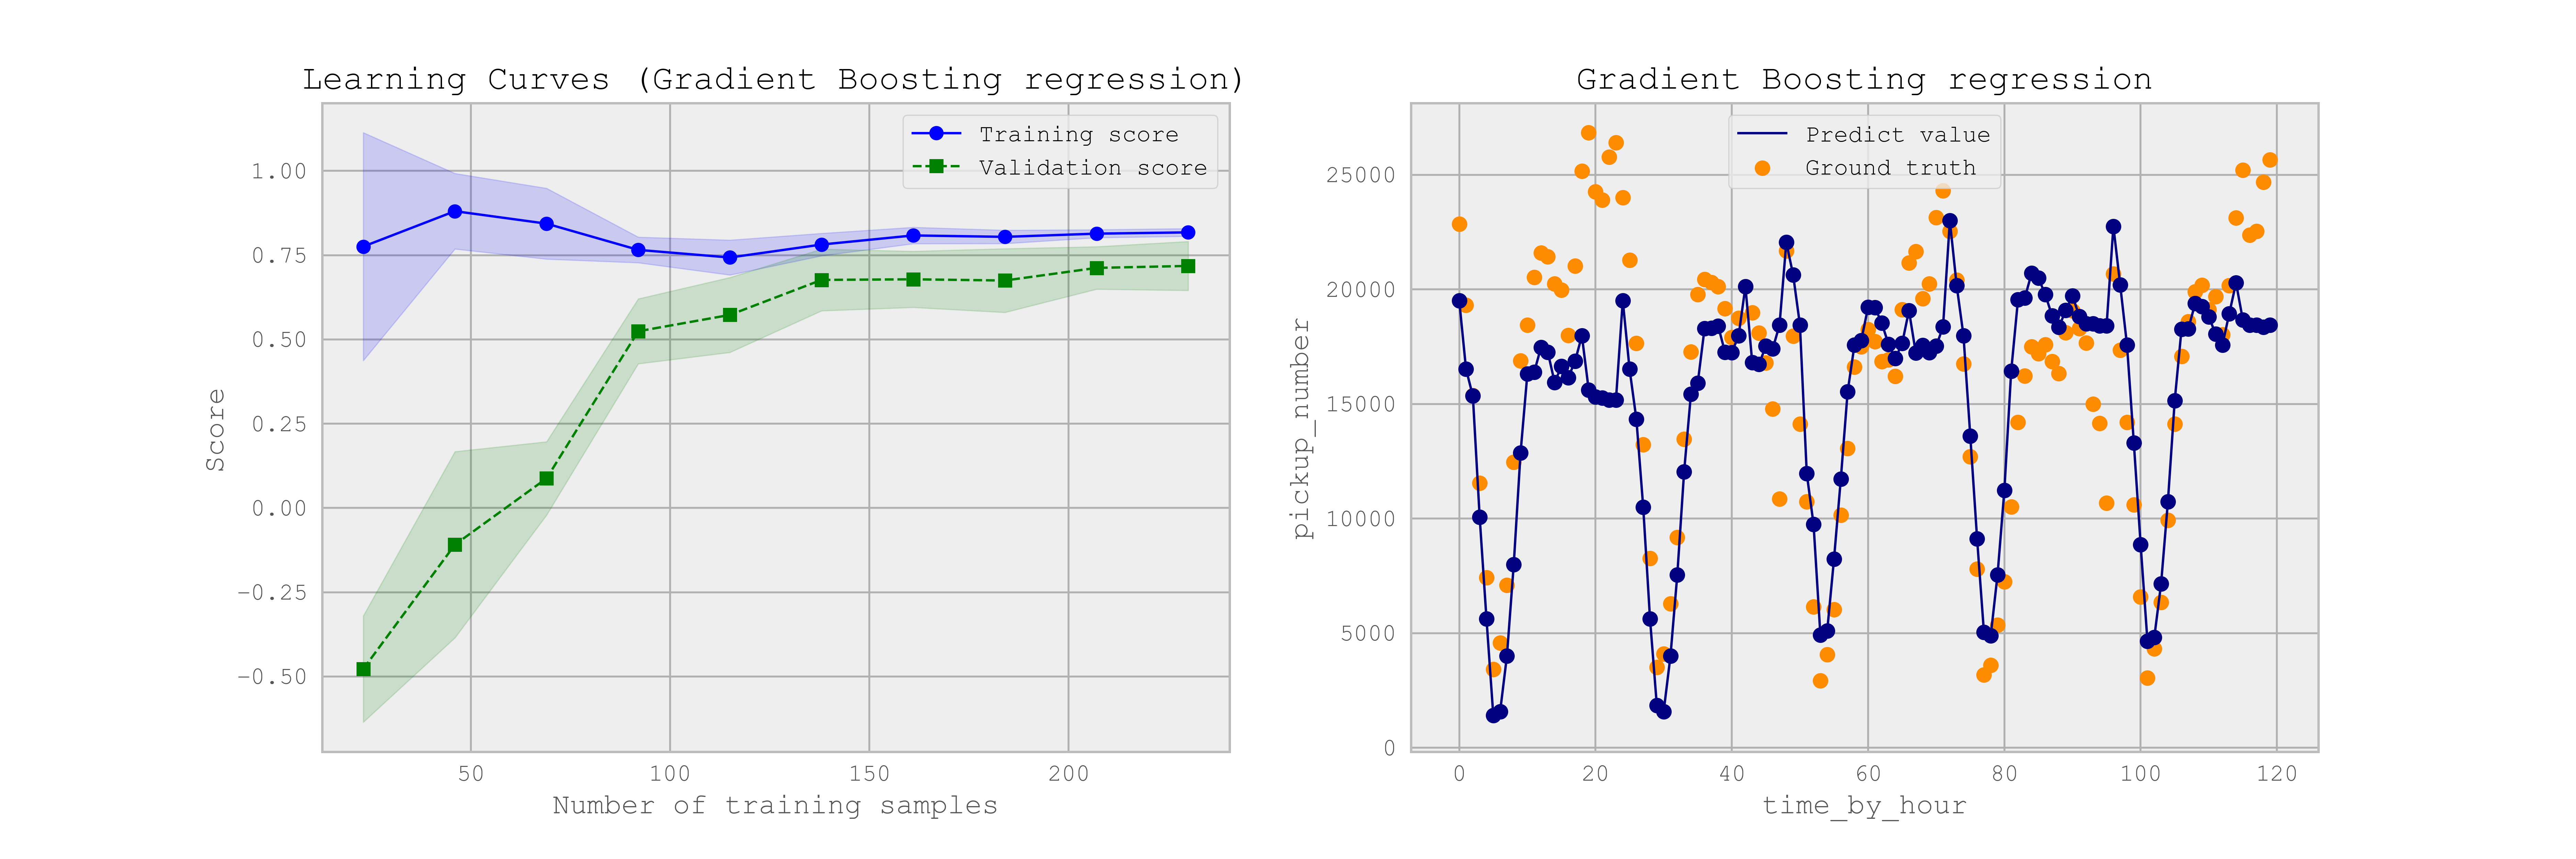 Learning Curves (Gradient Boosting regression)
Training score
Validation score
1.00
0.75
0.50
0.25
0.00
-0.25
-0.50
Score
50 100 150 200
Number of training samples
Gradient Boosting regression
Predict value
Ground truth
25000
20000
15000
10000
5000
0
pickup_number
0 20 40 60 80 100 120
time_by_hour